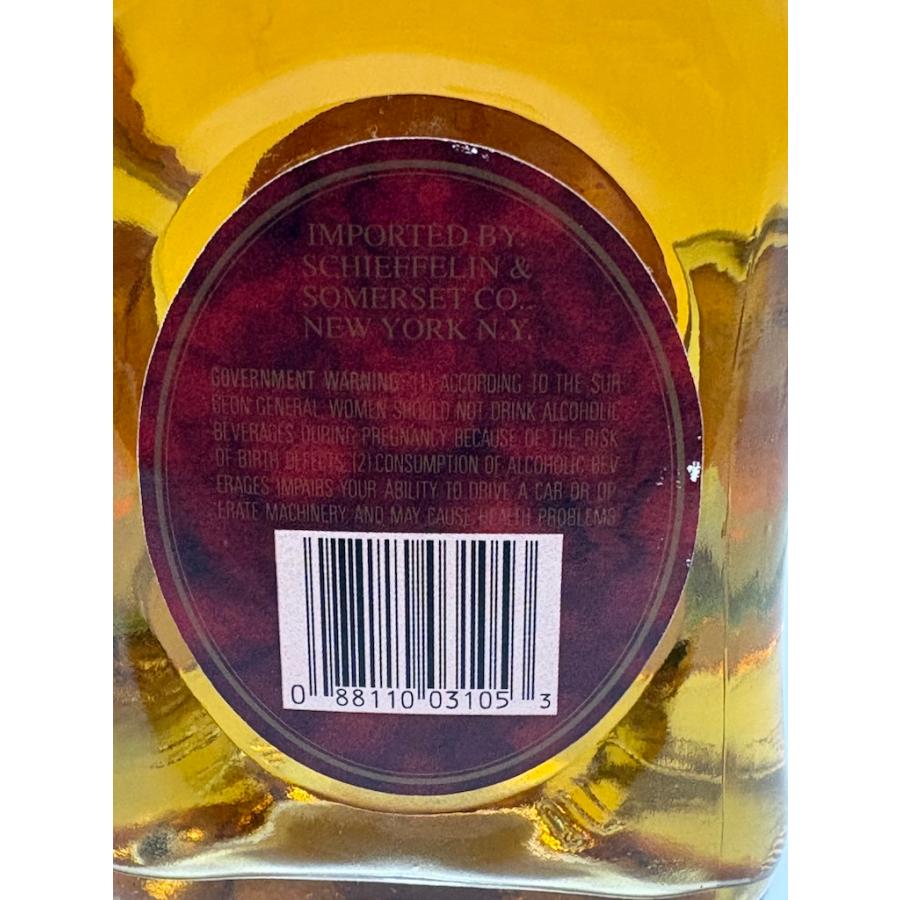 IMPORTED BY:
SCHIEFFELIN &
SOMERSET CO.,
NEW YORK N.Y.
GOVERNMENT WARNING: (1) ACCORDING TO THE SUR
GEON GENERAL, WOMEN SHOULD NOT DRINK ALCOHOLIC
BEVERAGES DURING PREGNANCY BECAUSE OF THE RISK
OF BIRTH DEFECTS. (2) CONSUMPTION OF ALCOHOLIC BEV
ERAGES IMPAIRS YOUR ABILITY TO DRIVE A CAR OR OP
ERATE MACHINERY, AND MAY CAUSE HEALTH PROBLEMS
0 88110 03105 3